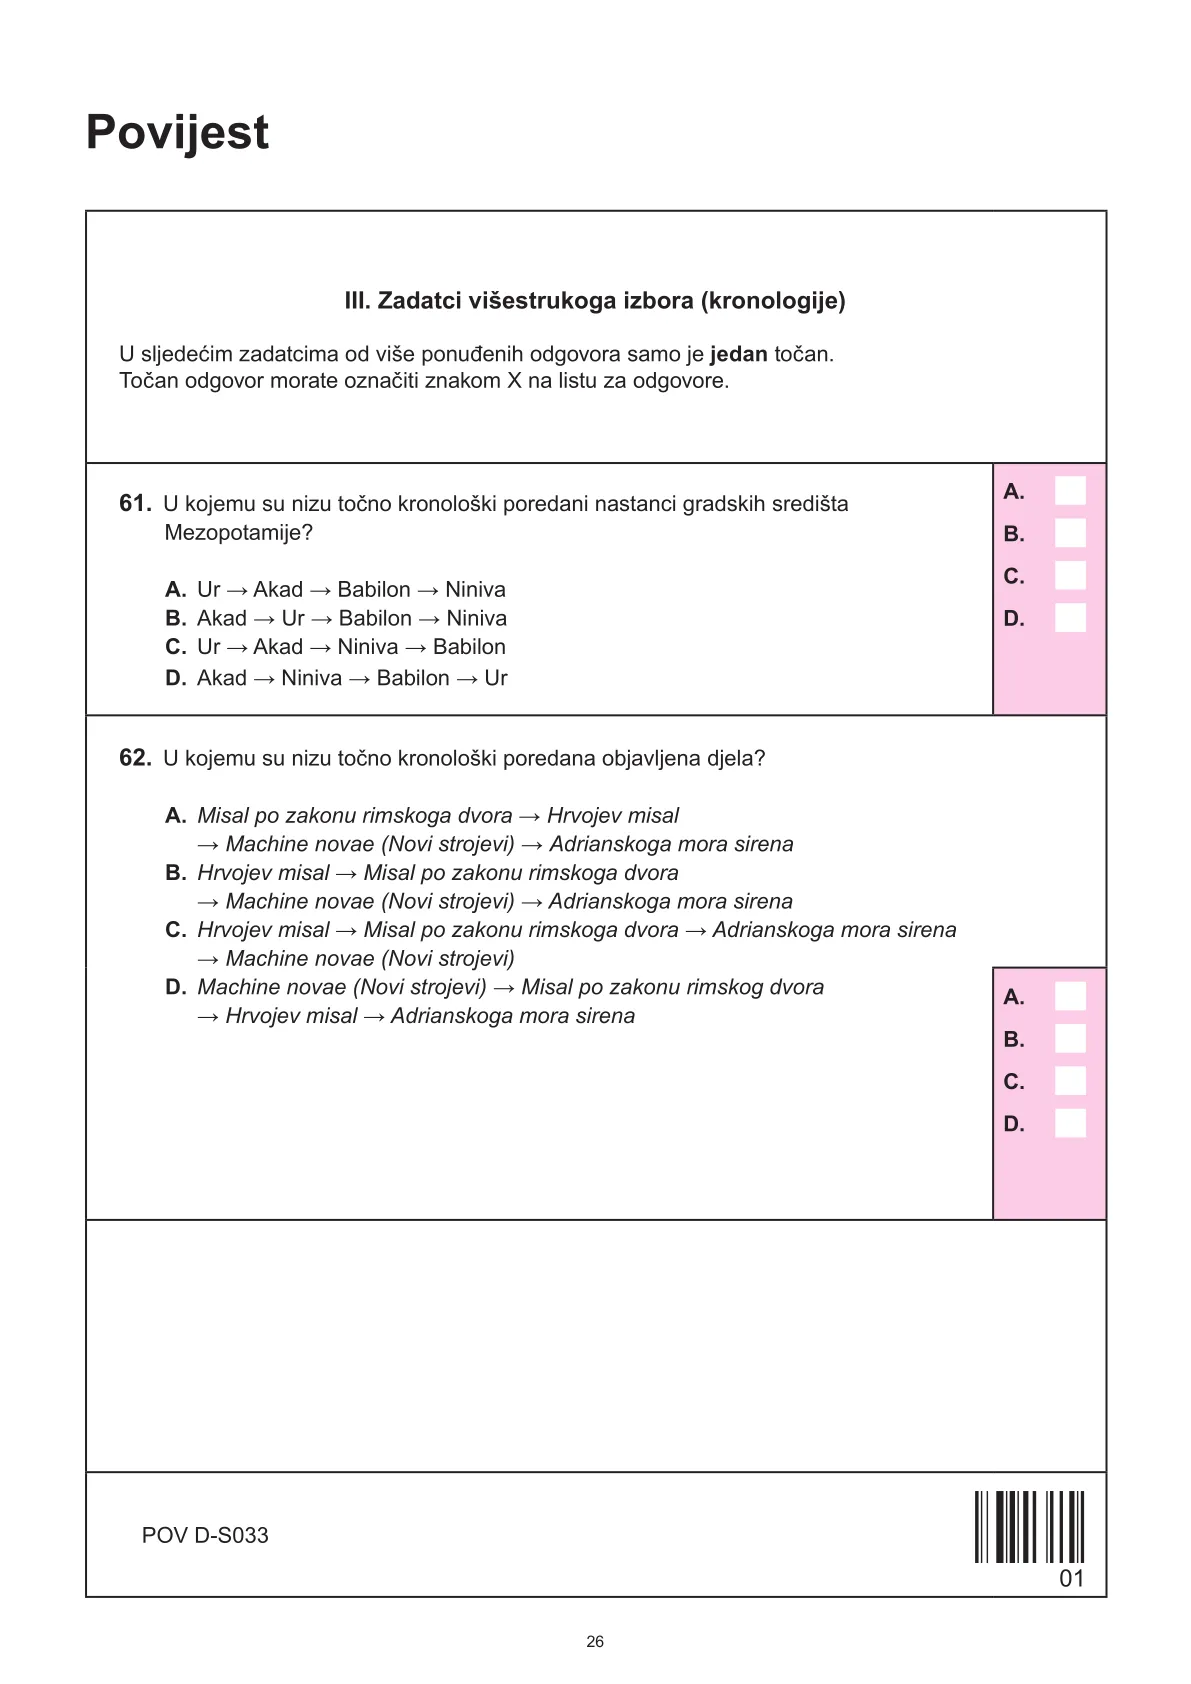 Povijest
III. Zadatci višestrukoga izbora (kronologije)
U sljedećim zadatcima od više ponuđenih odgovora samo je jedan točan.
Točan odgovor morate označiti znakom X na listu za odgovore.
61. U kojemu su nizu točno kronološki poredani nastanci gradskih središta
Mezopotamije?
A. Ur → Akad → Babilon → Niniva
B. Akad → Ur → Babilon → Niniva
C. Ur → Akad → Niniva → Babilon
D. Akad → Niniva → Babilon → Ur
A.
B.
C.
D.
62. U kojemu su nizu točno kronološki poredana objavljena djela?
A. Misal po zakonu rimskoga dvora → Hrvojev misal
→ Machine novae (Novi strojevi) → Adrianskoga mora sirena
B. Hrvojev misal → Misal po zakonu rimskoga dvora
→ Machine novae (Novi strojevi) → Adrianskoga mora sirena
C. Hrvojev misal → Misal po zakonu rimskoga dvora → Adrianskoga mora sirena
→ Machine novae (Novi strojevi)
D. Machine novae (Novi strojevi) → Misal po zakonu rimskog dvora
→ Hrvojev misal → Adrianskoga mora sirena
A.
B.
C.
D.
POV D-S033
01
26